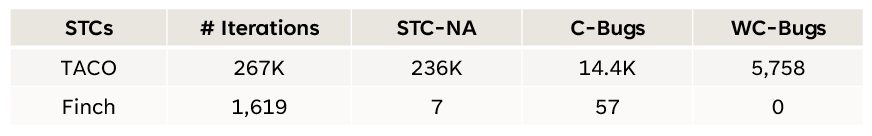 STCs # Iterations STC-NA C-Bugs WC-Bugs
TACO 267K 236K 14.4K 5,758
Finch 1,619 7 57 0